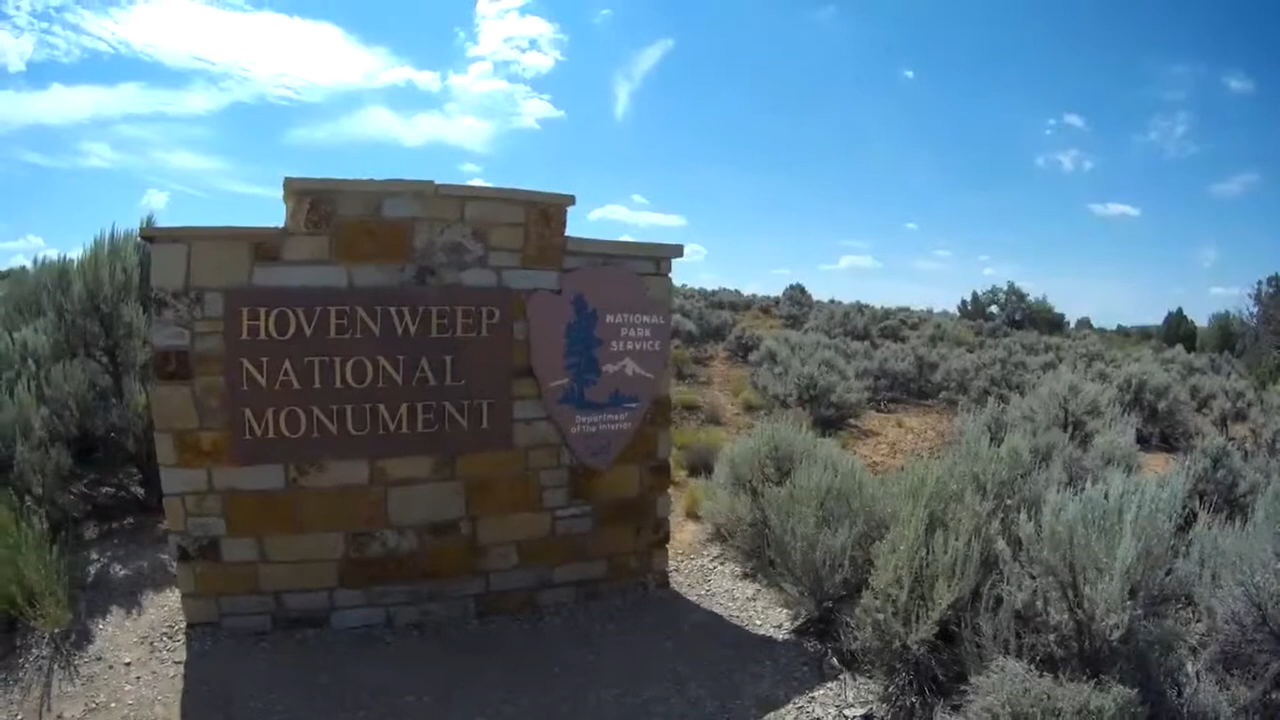 HOVENWEEP
NATIONAL
MONUMENT
NATIONAL
PARK
SERVICE
Department
of the Interior